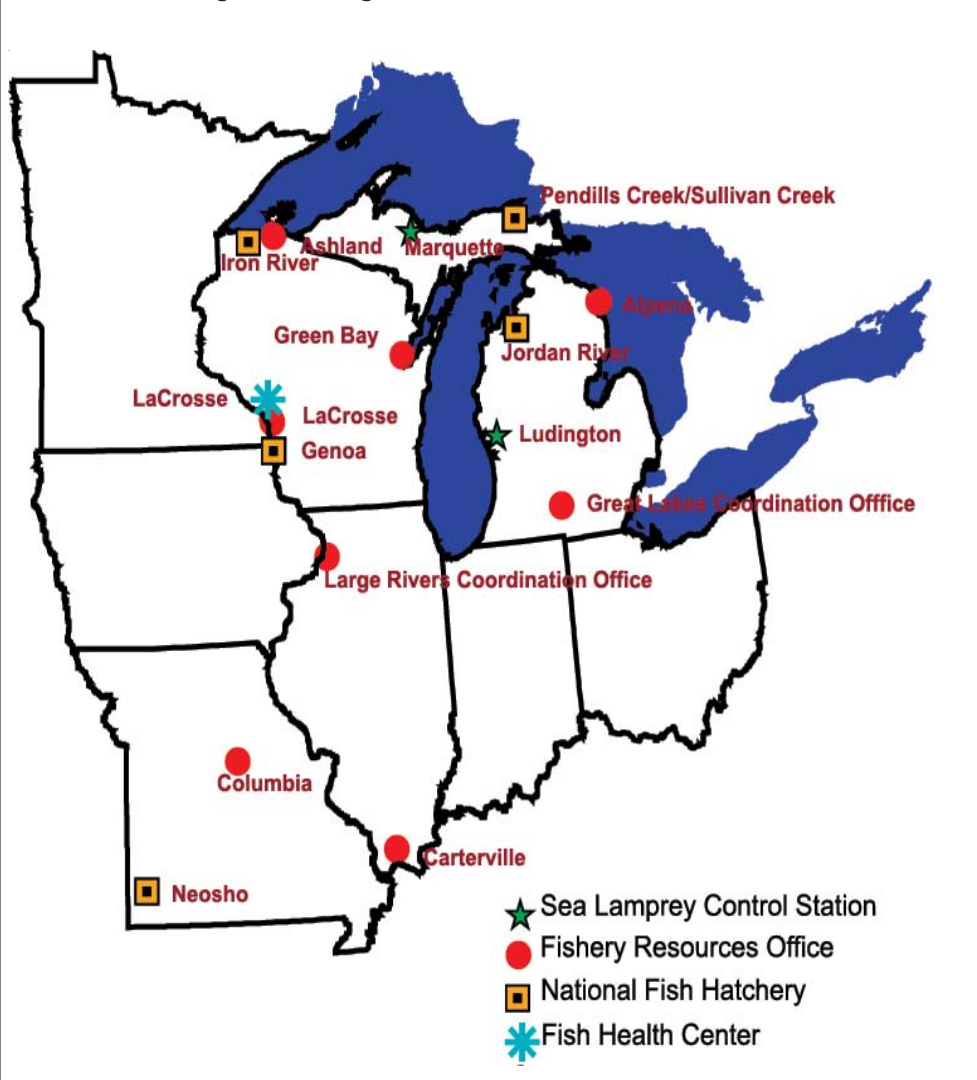 Pendills Creek/Sullivan Creek
Ashland
Marquette
Iron River
Alpena
Green Bay
Jordan River
LaCrosse
LaCrosse
Ludington
Genoa
Great Lakes Coordination Offfice
Large Rivers Coordination Office
Columbia
Carterville
Neosho
Sea Lamprey Control Station
Fishery Resources Office
National Fish Hatchery
Fish Health Center